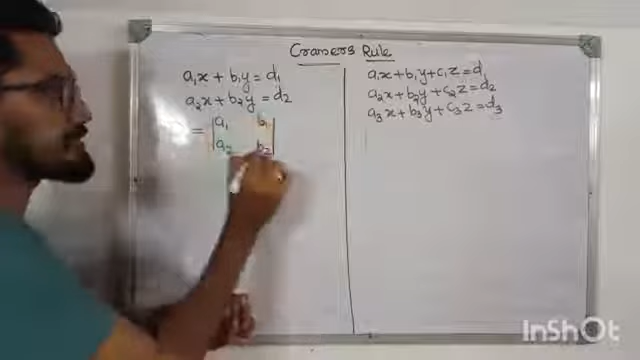 Cramers Rule
a₁x + b₁y = d₁
a₂x + b₂y = d₂
= | a₁ b₁ |
| a₂ b₂ |
a₁x + b₁y + c₁z = d₁
a₂x + b₂y + c₂z = d₂
a₃x + b₃y + c₃z = d₃
InShOt